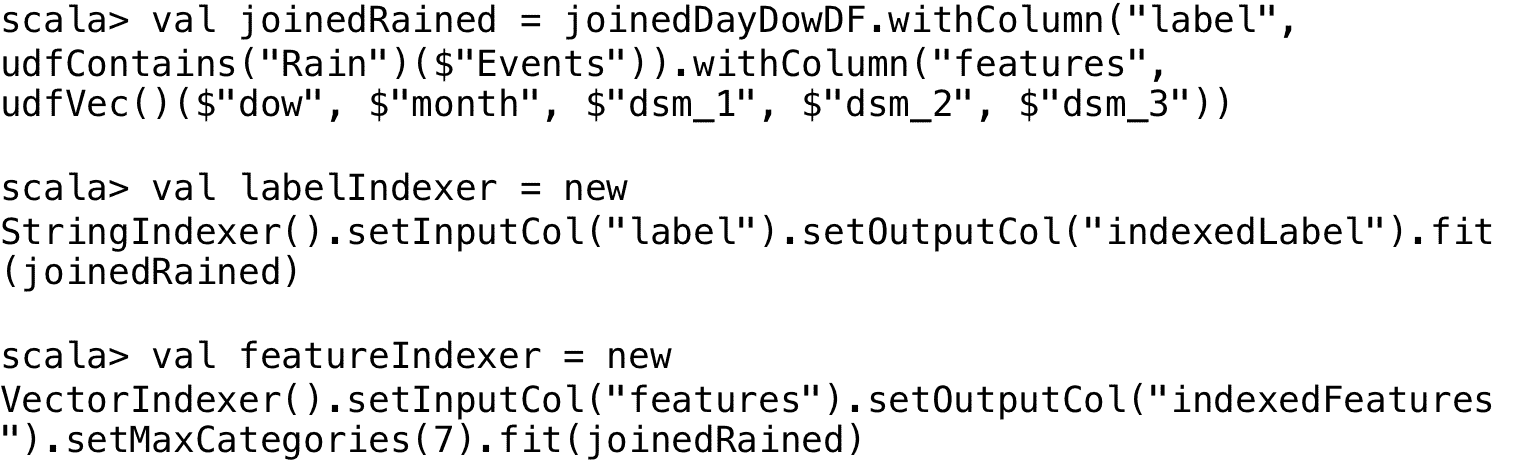 scala> val joinedRained = joinedDayDowDF.withColumn("label",
udfContains("Rain")($"Events")).withColumn("features",
udfVec()($"dow", $"month", $"dsm_1", $"dsm_2", $"dsm_3"))
scala> val labelIndexer = new
StringIndexer().setInputCol("label").setOutputCol("indexedLabel").fit
(joinedRained)
scala> val featureIndexer = new
VectorIndexer().setInputCol("features").setOutputCol("indexedFeatures
").setMaxCategories(7).fit(joinedRained)